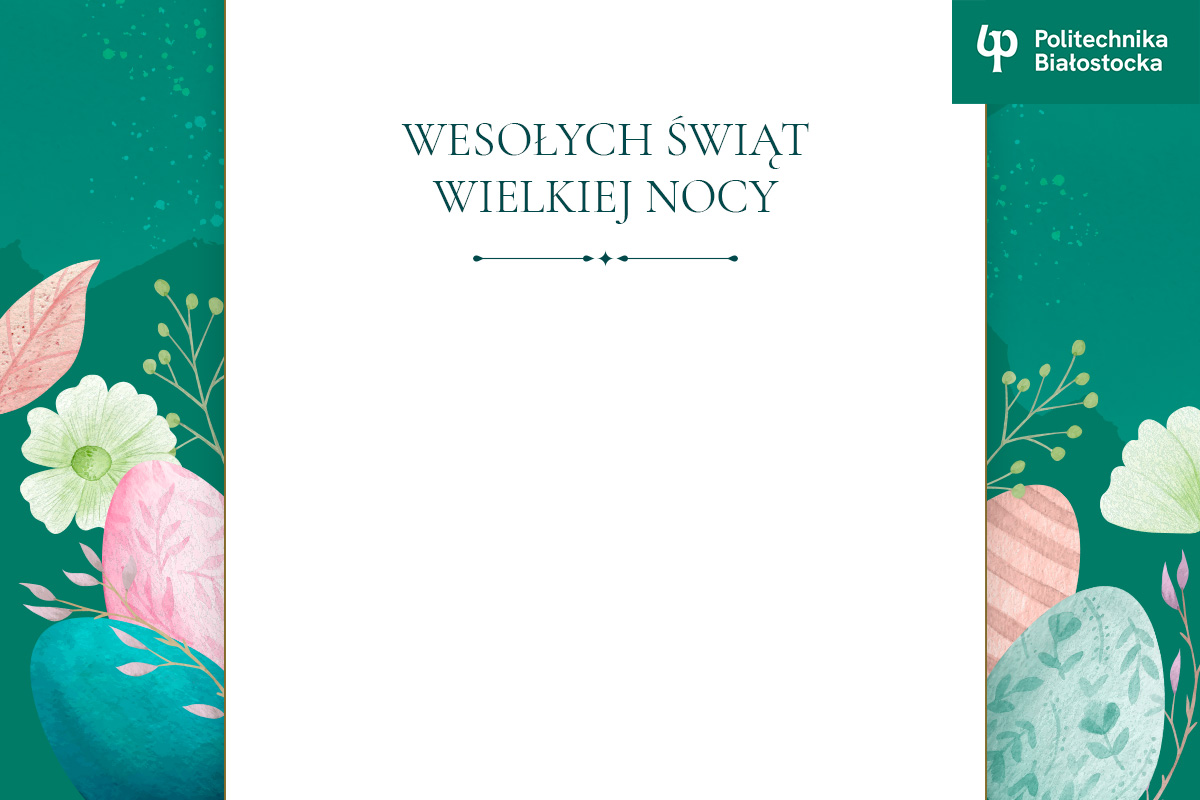 Politechnika
Białostocka
WESOŁYCH ŚWIĄT
WIELKIEJ NOCY